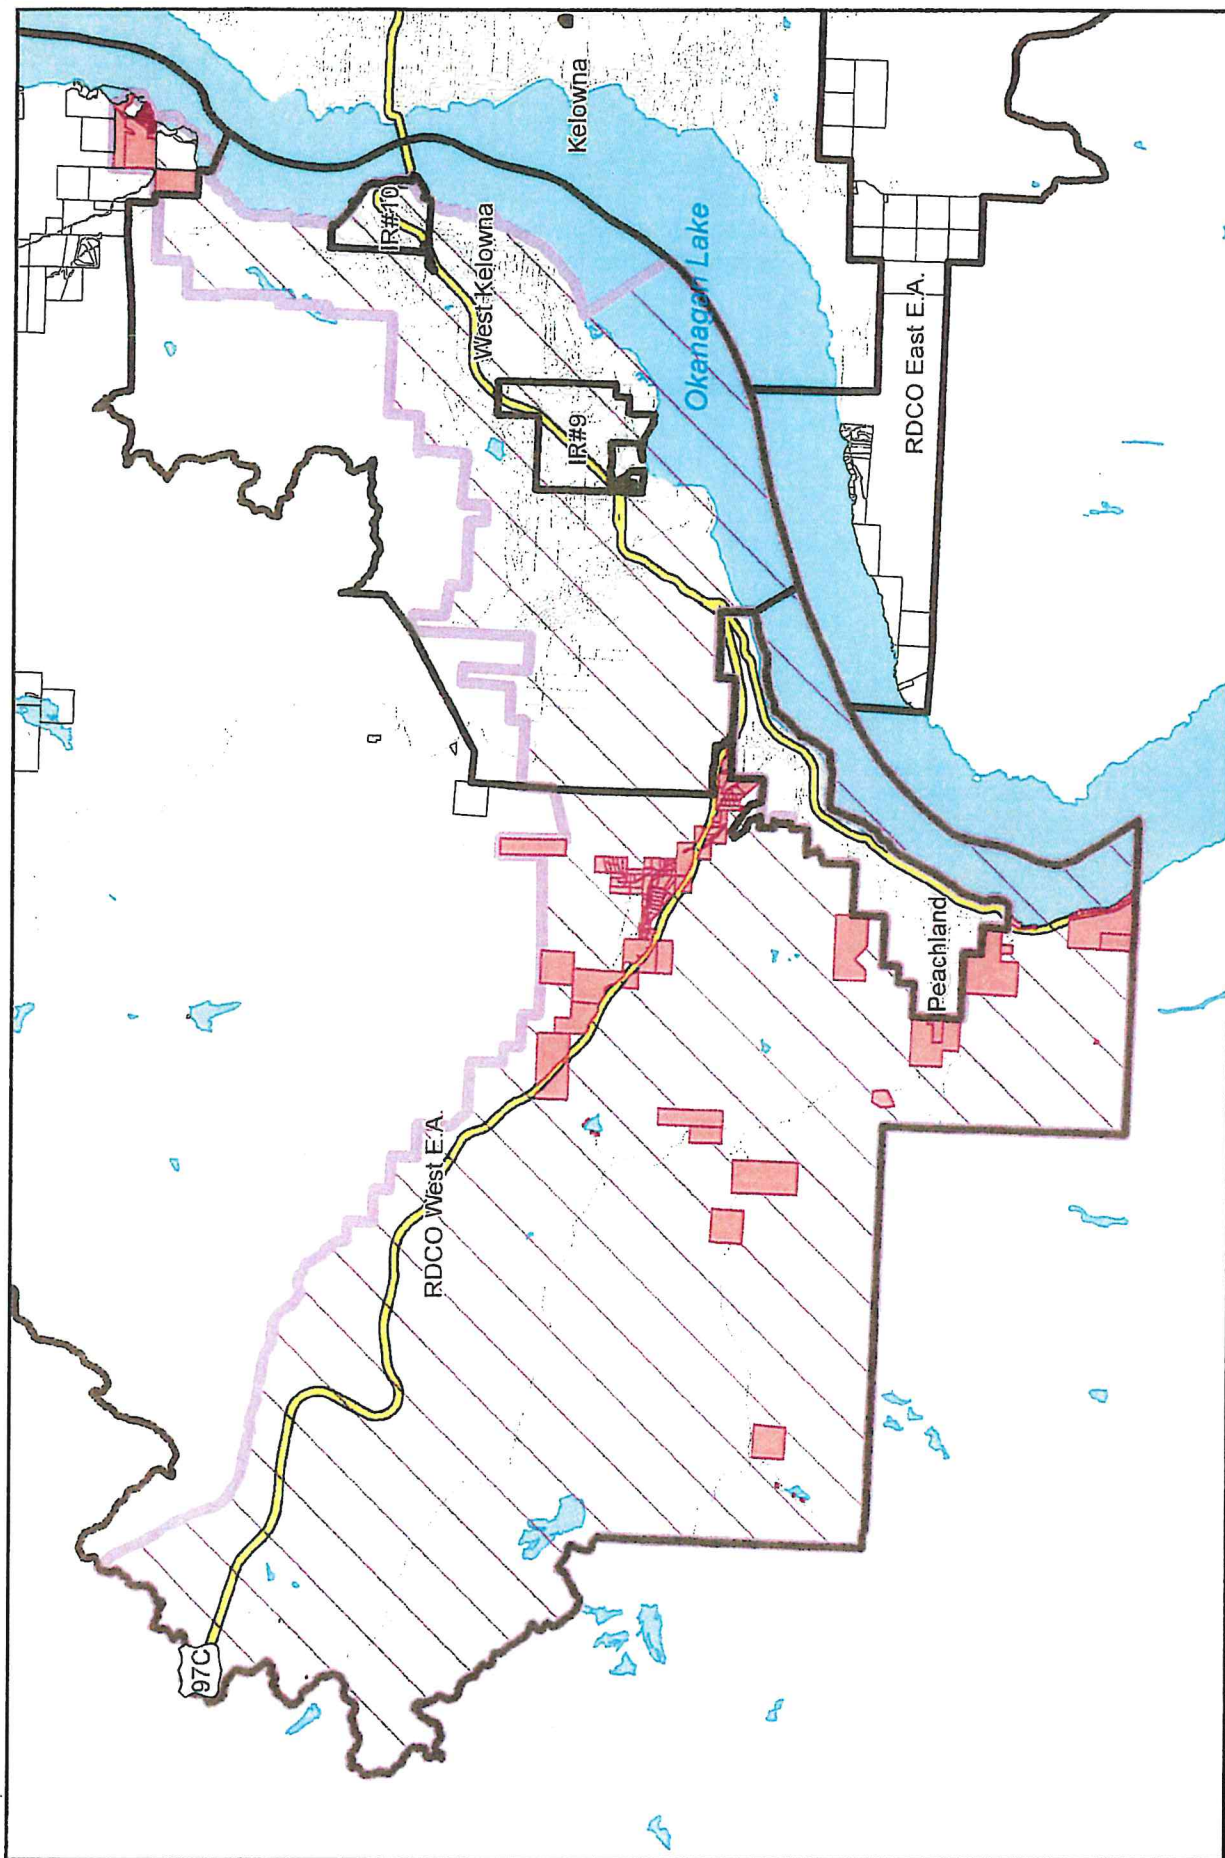 97C
RDCO West E.A.
Peachland
IR#9
West Kelowna
IR#10
Okanagan Lake
RDCO East E.A.
Kelowna